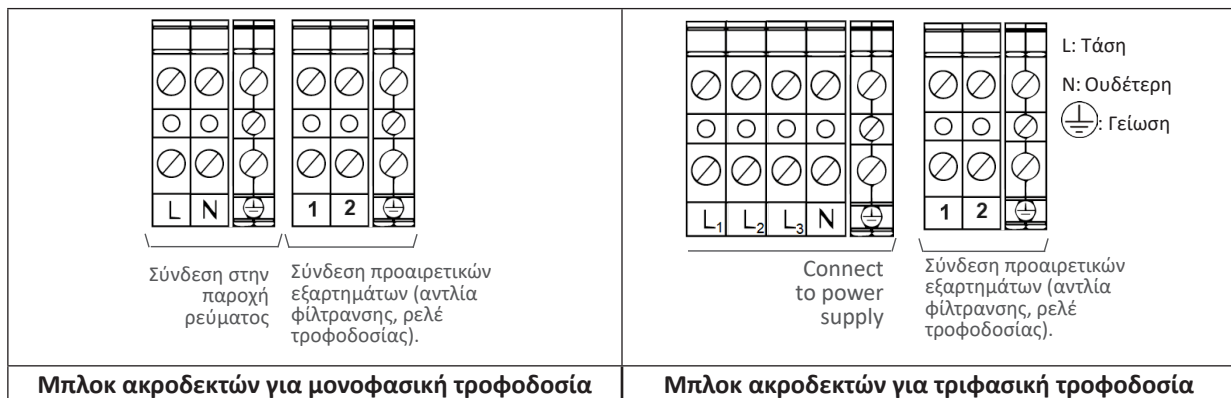 L N 1 2
Σύνδεση στην
παροχή
ρεύματος
Σύνδεση προαιρετικών
εξαρτημάτων (αντλία
φίλτρανσης, ρελέ
τροφοδοσίας).
Μπλοκ ακροδεκτών για μονοφασική τροφοδοσία
L1 L2 L3 N 1 2
L: Τάση
N: Ουδέτερη
: Γείωση
Connect
to power
supply
Σύνδεση προαιρετικών
εξαρτημάτων (αντλία
φίλτρανσης, ρελέ
τροφοδοσίας).
Μπλοκ ακροδεκτών για τριφασική τροφοδοσία